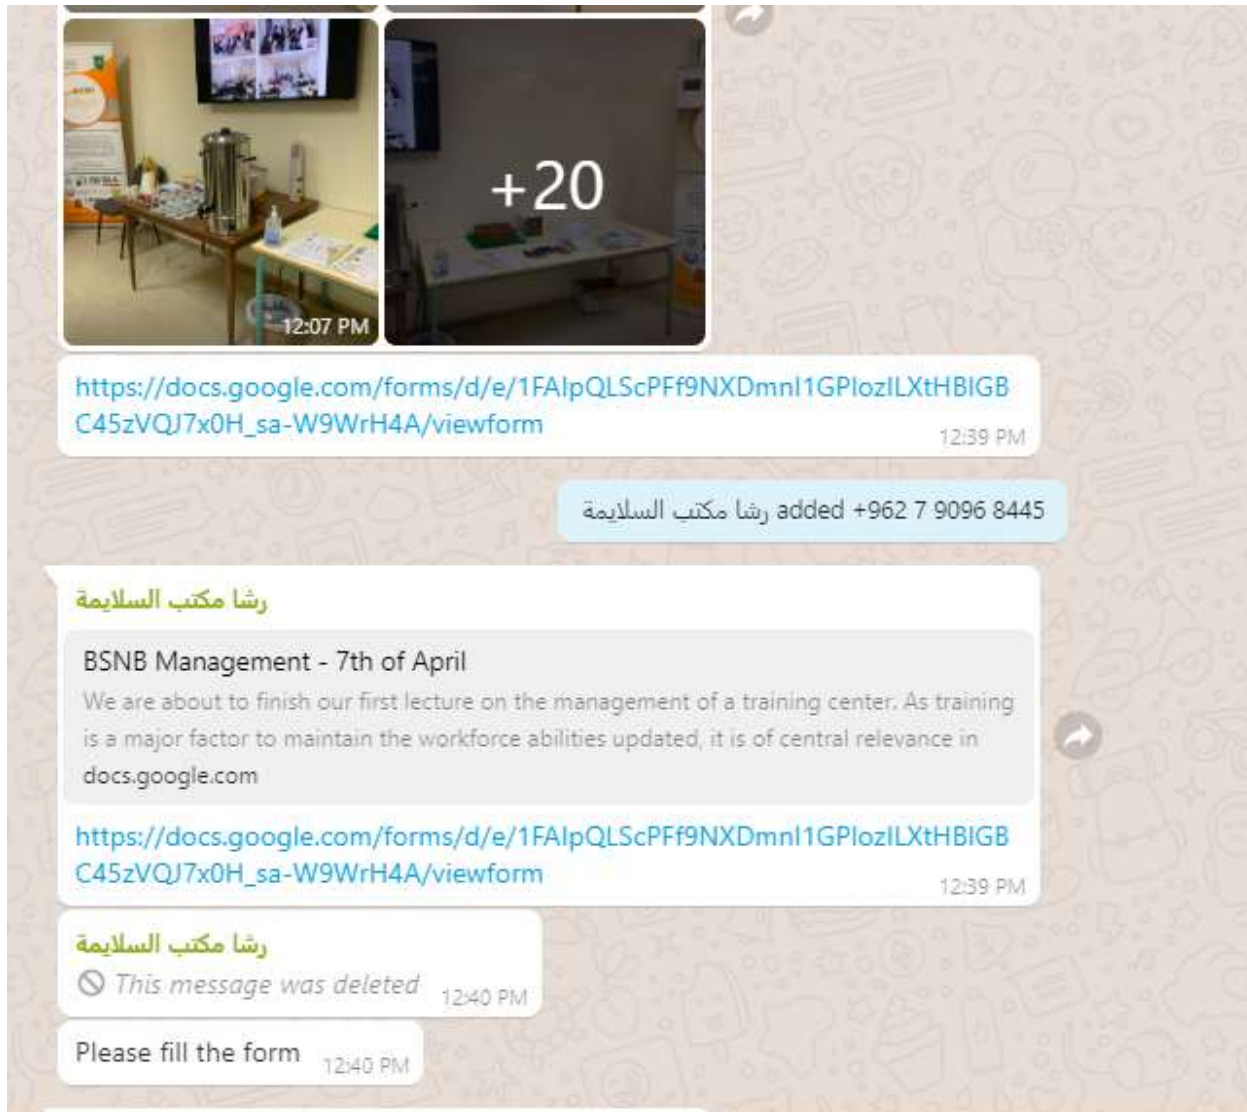 +20
12:07 PM
https://docs.google.com/forms/d/e/1FAIpQLScPFf9NXDmnI1GPIozILXtHBIGB
C45zVQJ7x0H_sa-W9WrH4A/viewform
12:39 PM
رشا مكتب السلايمة added +962 7 9096 8445
رشا مكتب السلايمة
BSNB Management - 7th of April
We are about to finish our first lecture on the management of a training center. As training
is a major factor to maintain the workforce abilities updated, it is of central relevance in
docs.google.com
https://docs.google.com/forms/d/e/1FAIpQLScPFf9NXDmnI1GPIozILXtHBIGB
C45zVQJ7x0H_sa-W9WrH4A/viewform
12:39 PM
رشا مكتب السلايمة
This message was deleted 12:40 PM
Please fill the form 12:40 PM